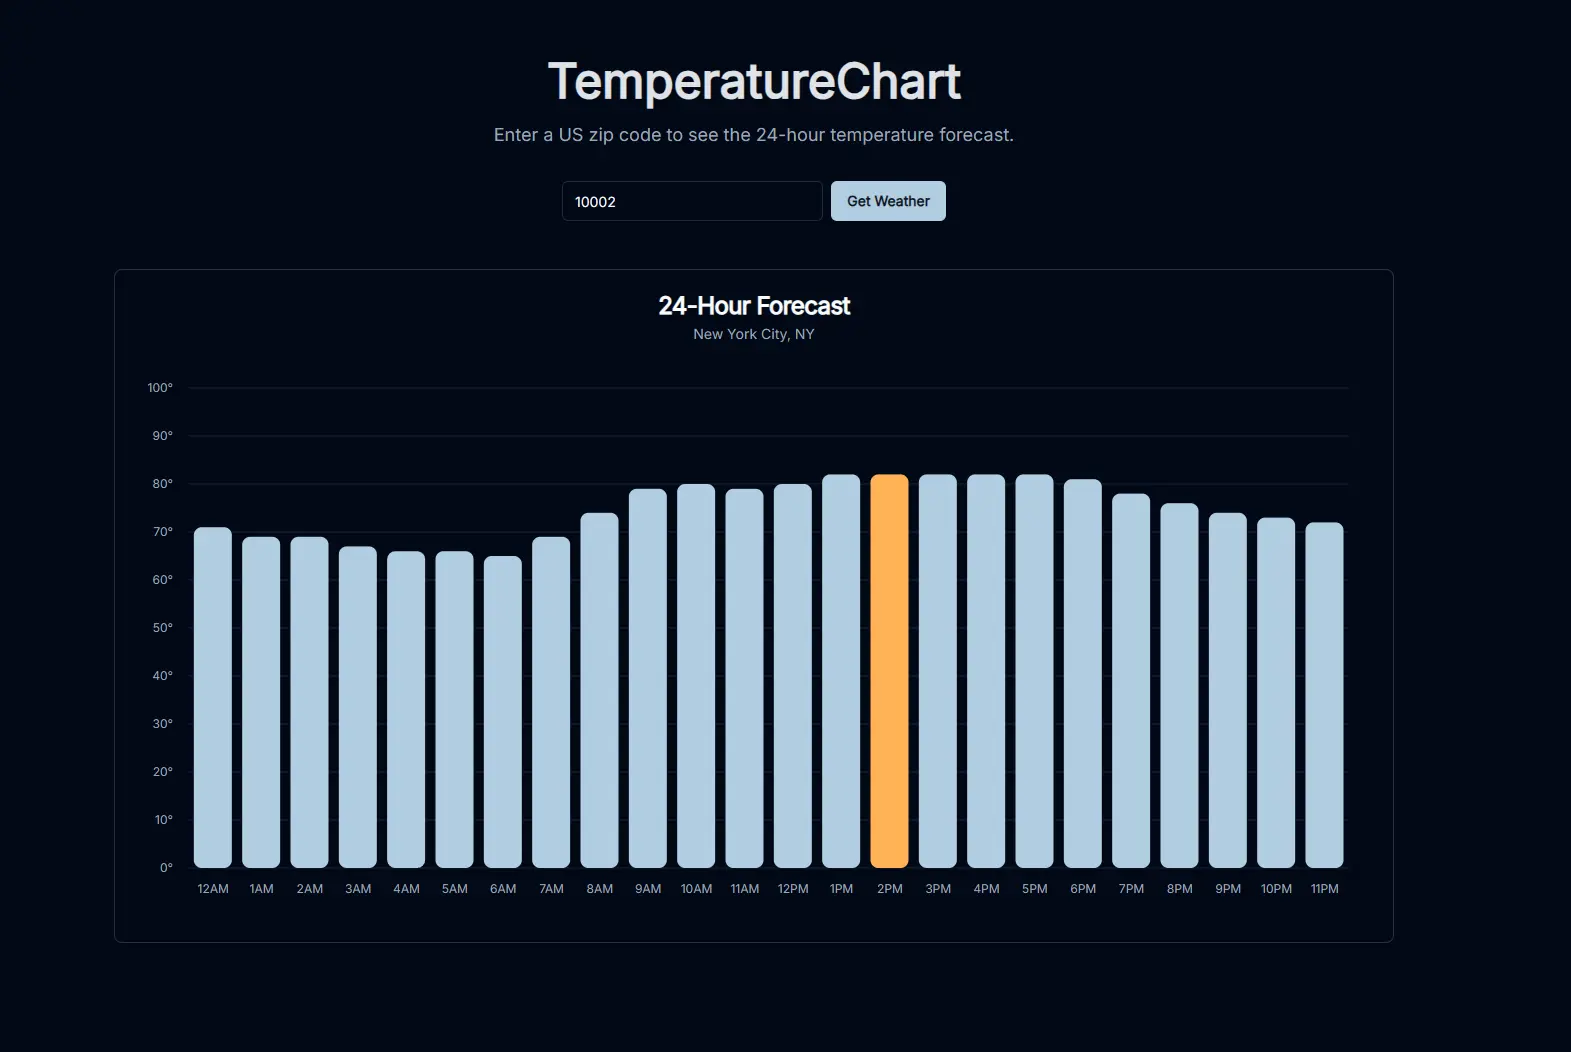 TemperatureChart
Enter a US zip code to see the 24-hour temperature forecast.
10002 Get Weather
24-Hour Forecast
New York City, NY
100°
90°
80°
70°
60°
50°
40°
30°
20°
10°
0°
12AM 1AM 2AM 3AM 4AM 5AM 6AM 7AM 8AM 9AM 10AM 11AM 12PM 1PM 2PM 3PM 4PM 5PM 6PM 7PM 8PM 9PM 10PM 11PM